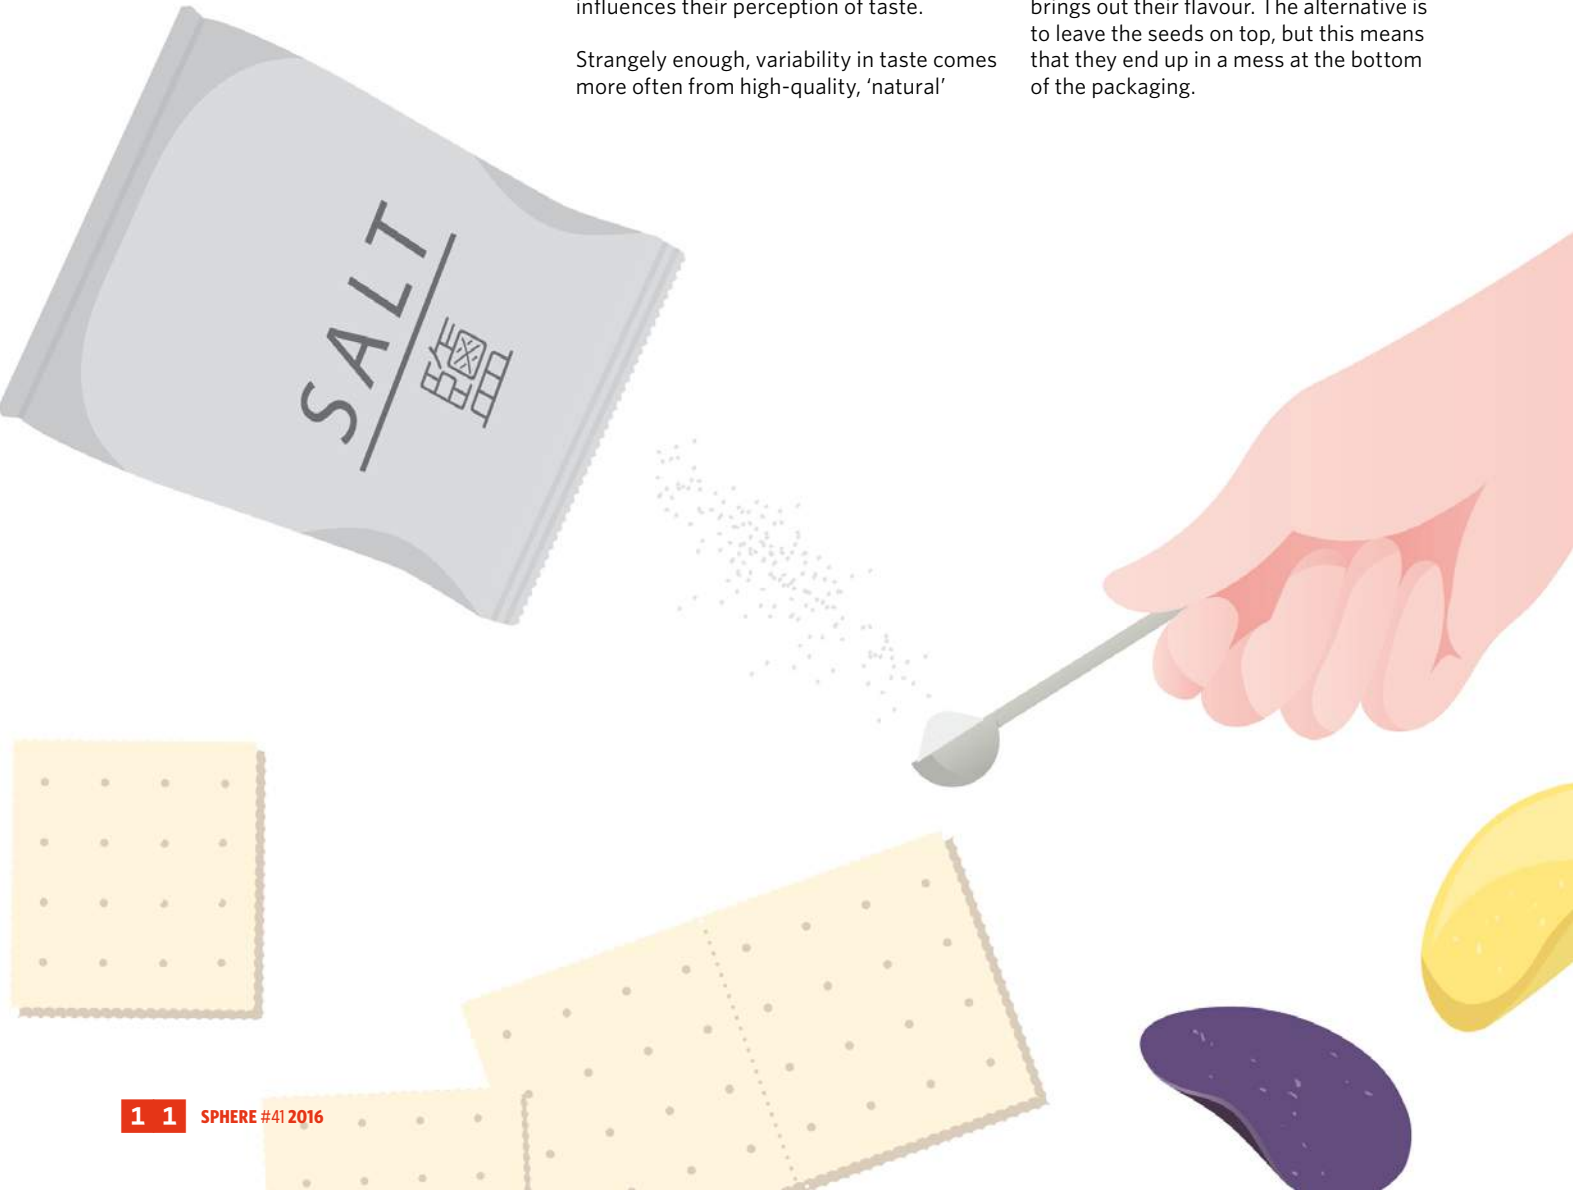 influences their perception of taste.
Strangely enough, variability in taste comes
more often from high-quality, ‘natural’
brings out their flavour. The alternative is
to leave the seeds on top, but this means
that they end up in a mess at the bottom
of the packaging.
SALT
鹽
1 1 SPHERE #41 2016